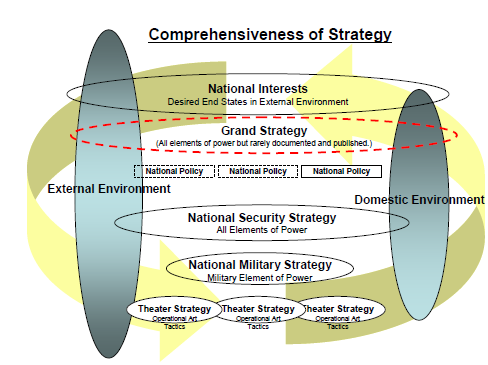 Comprehensiveness of Strategy
National Interests
Desired End States in External Environment
Grand Strategy
(All elements of power but rarely documented and published.)
National Policy National Policy National Policy
External Environment
Domestic Environment
National Security Strategy
All Elements of Power
National Military Strategy
Military Element of Power
Theater Strategy Theater Strategy Theater Strategy
Operational Art Operational Art Operational Art
Tactics Tactics Tactics